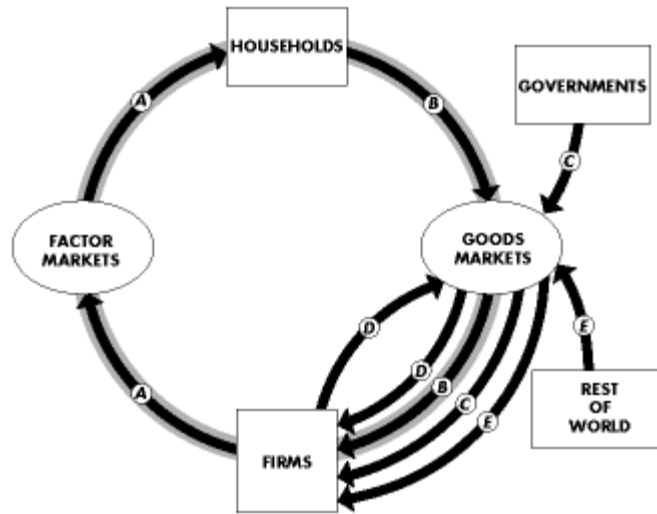 HOUSEHOLDS
GOVERNMENTS
A
B
C
FACTOR
MARKETS
GOODS
MARKETS
D
E
D
B
A
C
REST
OF
WORLD
E
FIRMS